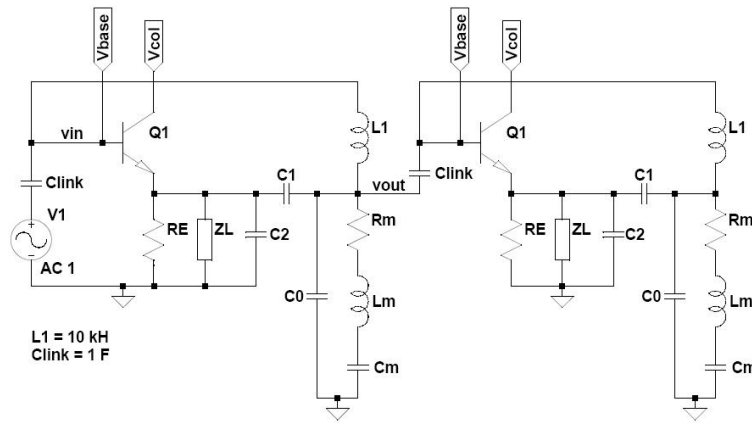 Vbase
Vcol
Vbase
Vcol
vin
Q1
L1
Q1
L1
Clink
C1
vout
Clink
C1
V1
RE
ZL
C2
Rm
RE
ZL
C2
Rm
AC 1
C0
Lm
C0
Lm
L1 = 10 kH
Clink = 1 F
Cm
Cm